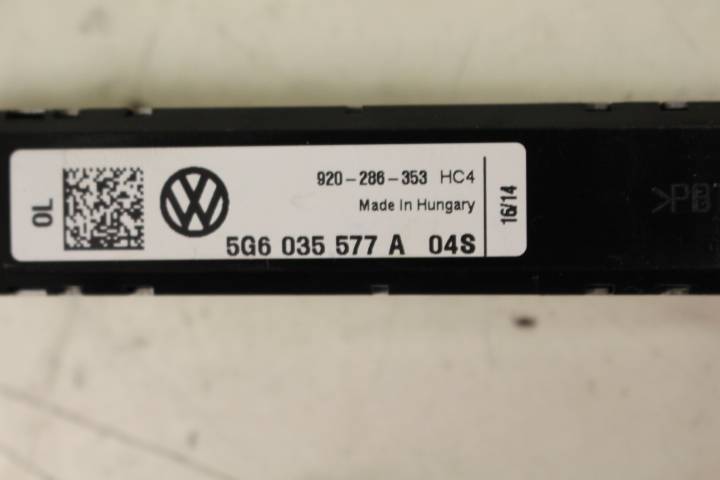 OL
920-286-353 HC4
Made in Hungary
5G6 035 577 A 04S
16/14